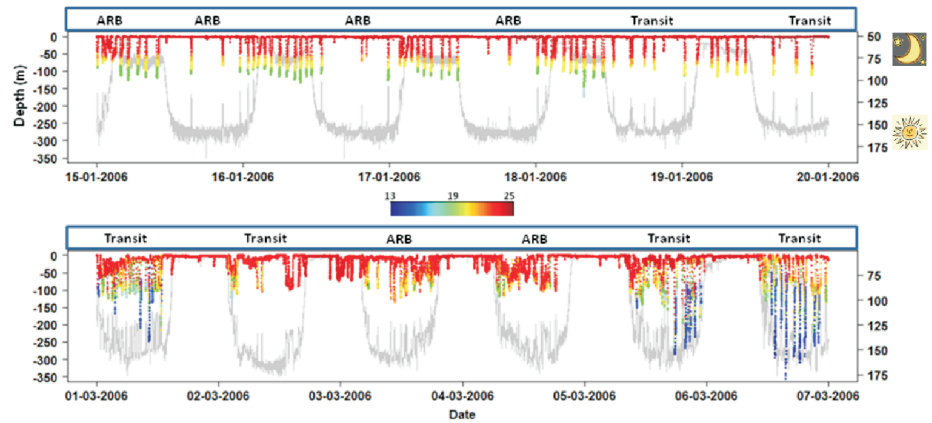 ARB ARB ARB ARB Transit Transit
0 50
-50 75
-100 100
-150 125
-200
-250 150
-300 175
-350
Depth (m)
15-01-2006 16-01-2006 17-01-2006 18-01-2006 19-01-2006 20-01-2006
13 19 25
Transit Transit ARB ARB Transit Transit
0
-50 75
-100 100
-150 125
-200
-250 150
-300
-350 175
01-03-2006 02-03-2006 03-03-2006 04-03-2006 05-03-2006 06-03-2006 07-03-2006
Date